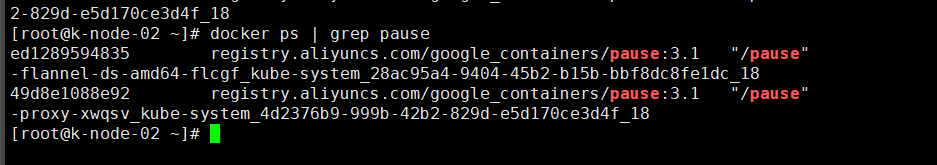 2-829d-e5d170ce3d4f_18
[root@k-node-02 ~]# docker ps | grep pause
ed1289594835        registry.aliyuncs.com/google_containers/pause:3.1   "/pause"
-flannel-ds-amd64-flcgf_kube-system_28ac95a4-9404-45b2-b15b-bbf8dc8fe1dc_18
49d8e1088e92        registry.aliyuncs.com/google_containers/pause:3.1   "/pause"
-proxy-xwqsv_kube-system_4d2376b9-999b-42b2-829d-e5d170ce3d4f_18
[root@k-node-02 ~]#